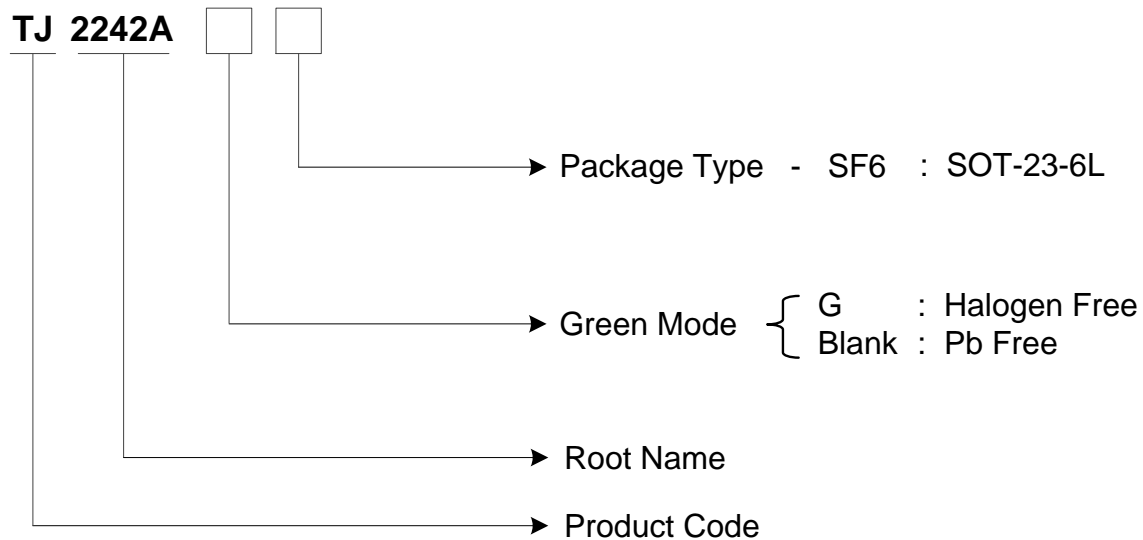 TJ 2242A
Package Type - SF6 : SOT-23-6L
Green Mode { G : Halogen Free
Blank : Pb Free
Root Name
Product Code